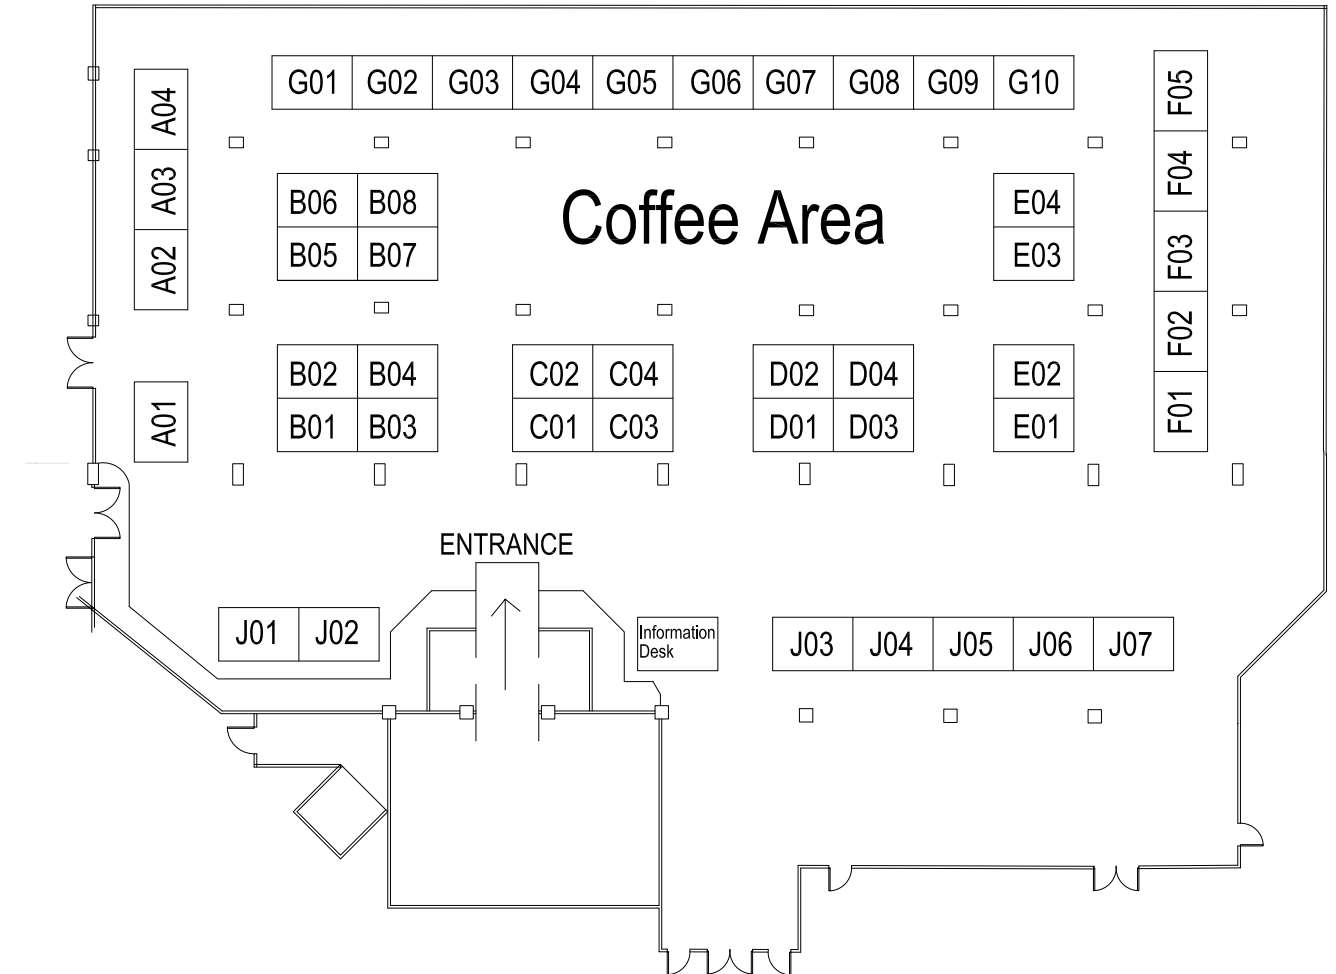 G01 G02 G03 G04 G05 G06 G07 G08 G09 G10
A04
A03
A02
A01
F05
F04
F03
F02
F01
B06 B08
B05 B07
Coffee Area
E04
E03
B02 B04
B01 B03
C02 C04
C01 C03
D02 D04
D01 D03
E02
E01
ENTRANCE
J01 J02
Information
Desk
J03 J04 J05 J06 J07